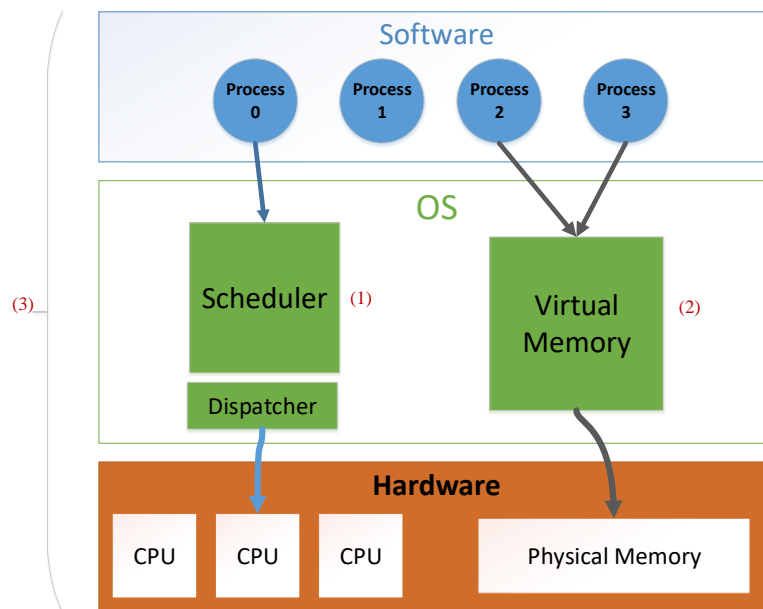 Software
Process
0
Process
1
Process
2
Process
3
OS
Scheduler
(1)
Virtual
Memory
(2)
(3)
Dispatcher
Hardware
CPU
CPU
CPU
Physical Memory